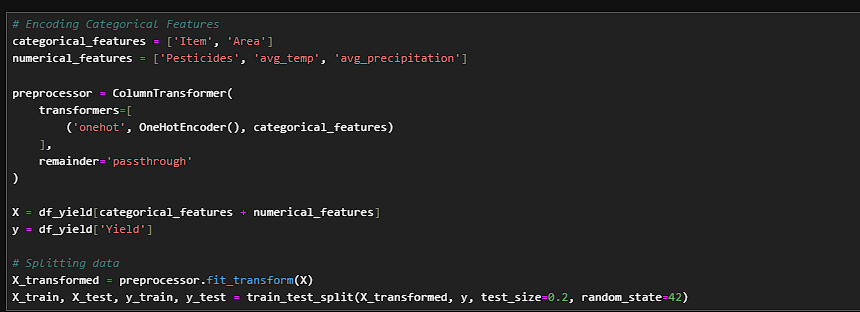 # Encoding Categorical Features
categorical_features = ['Item', 'Area']
numerical_features = ['Pesticides', 'avg_temp', 'avg_precipitation']
preprocessor = ColumnTransformer(
    transformers=[
        ('onehot', OneHotEncoder(), categorical_features)
    ],
    remainder='passthrough'
)
X = df_yield[categorical_features + numerical_features]
y = df_yield['Yield']
# Splitting data
X_transformed = preprocessor.fit_transform(X)
X_train, X_test, y_train, y_test = train_test_split(X_transformed, y, test_size=0.2, random_state=42)